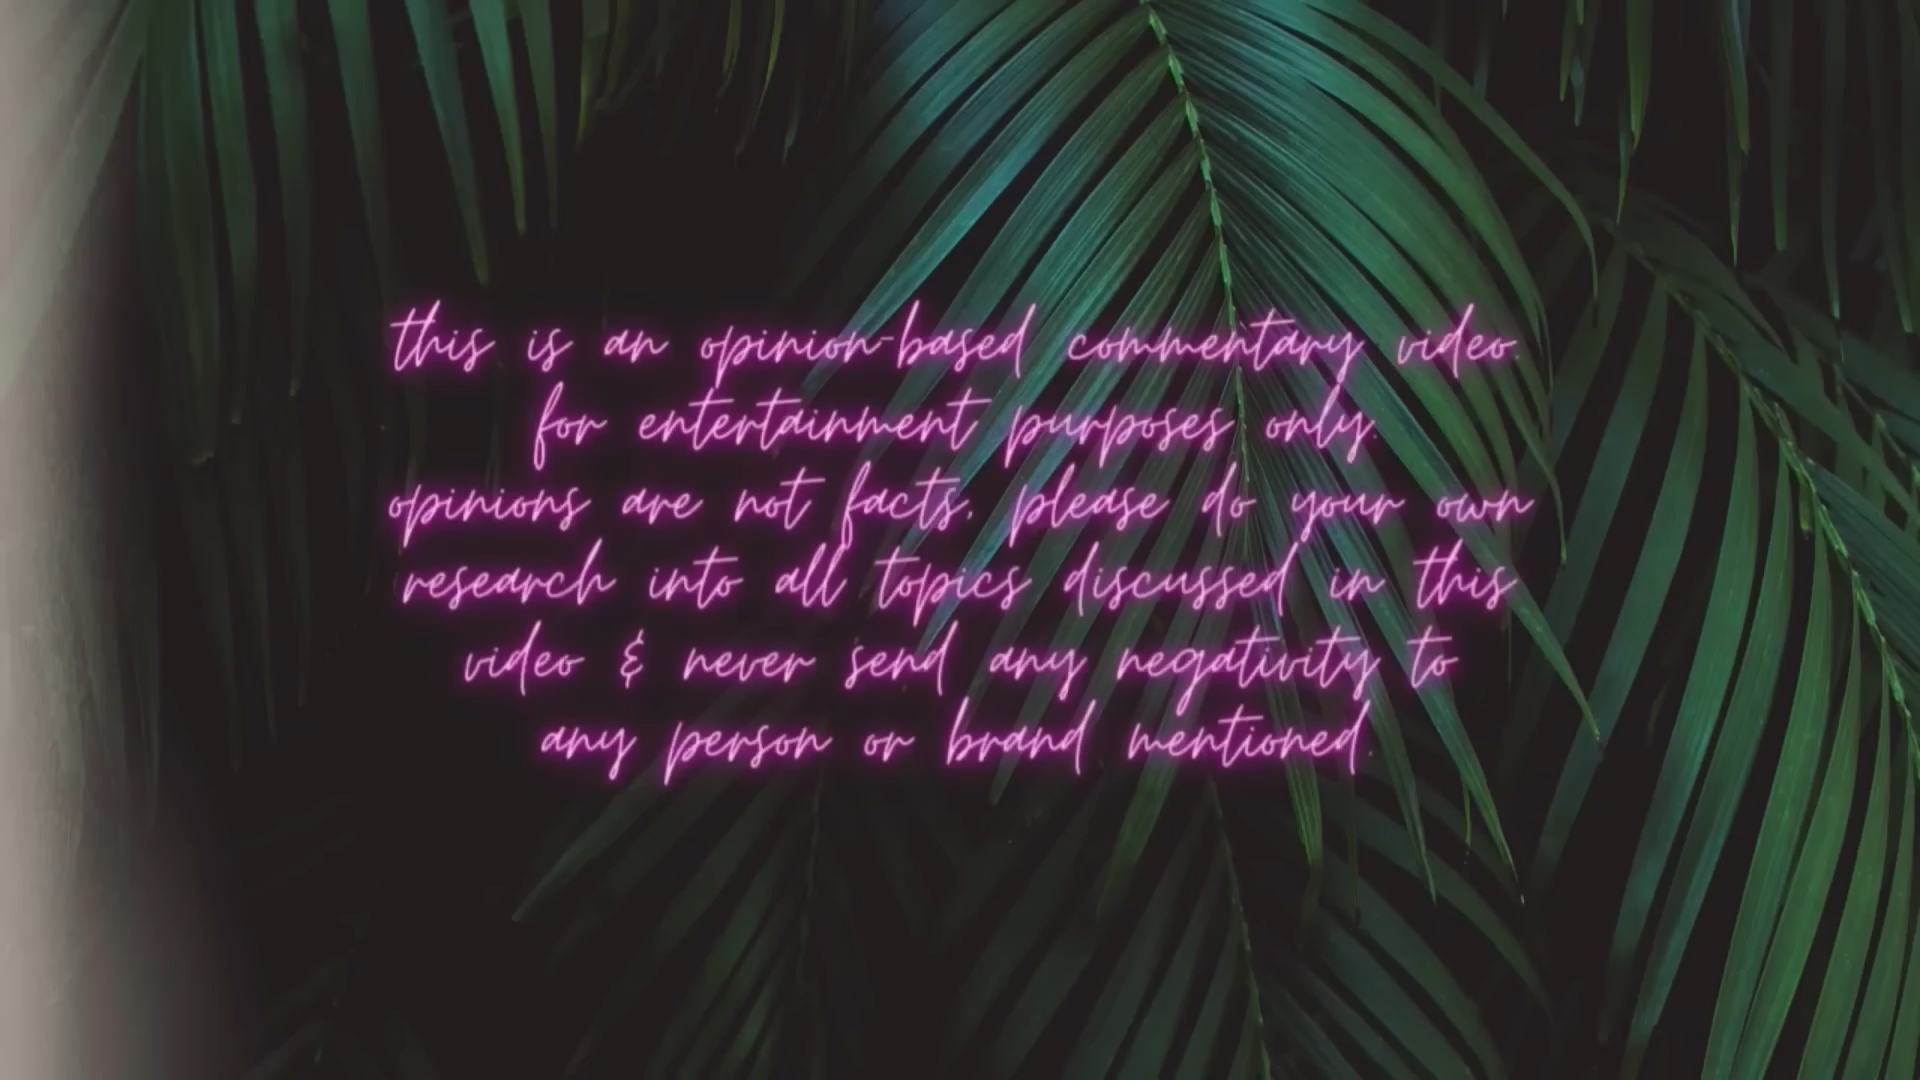 this is an opinion-based commentary video.
for entertainment purposes only.
opinions are not facts, please do your own
research into all topics discussed in this
video & never send any negativity to
any person or brand mentioned.